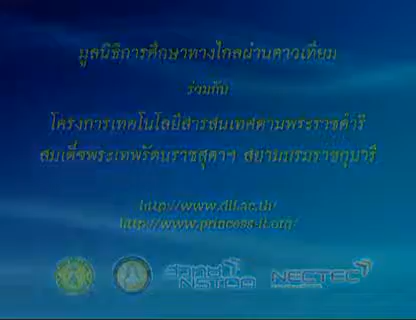 มูลนิธิการศึกษาทางไกลผ่านดาวเทียม
ร่วมกับ
โครงการเทคโนโลยีสารสนเทศตามพระราชดำริ
สมเด็จพระเทพรัตนราชสุดาฯ สยามบรมราชกุมารี
http://www.dlf.ac.th/
http://www.princess-it.org/
สวทช
NSTDA
NECTEC